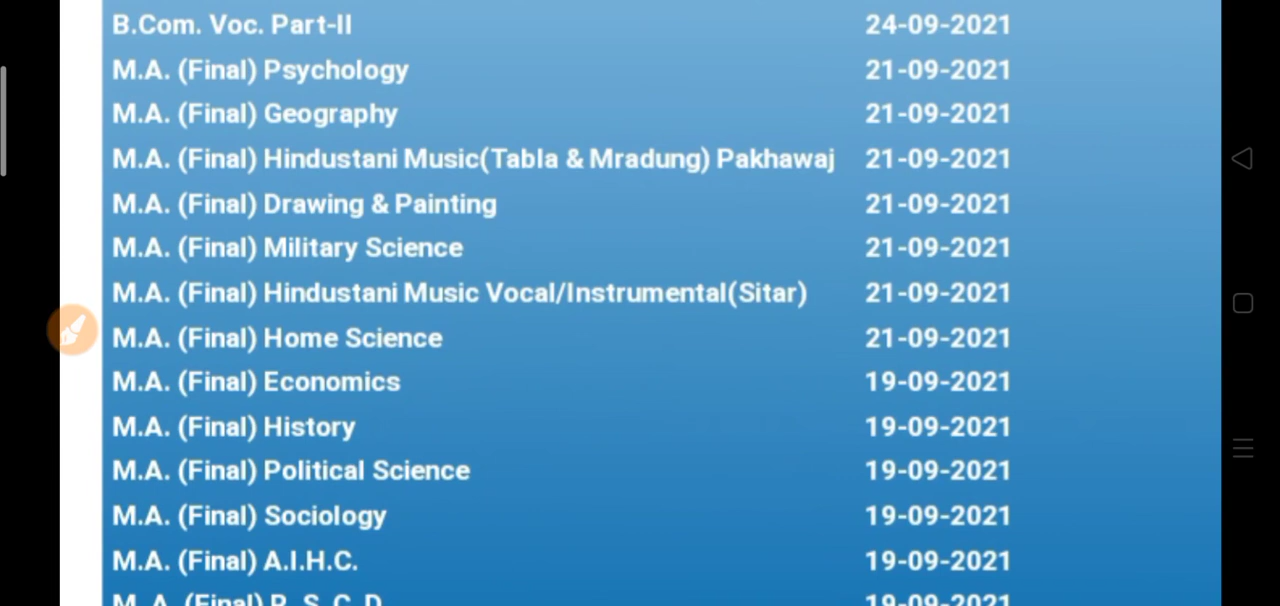 B.Com. Voc. Part-II 24-09-2021
M.A. (Final) Psychology 21-09-2021
M.A. (Final) Geography 21-09-2021
M.A. (Final) Hindustani Music(Tabla & Mradung) Pakhawaj 21-09-2021
M.A. (Final) Drawing & Painting 21-09-2021
M.A. (Final) Military Science 21-09-2021
M.A. (Final) Hindustani Music Vocal/Instrumental(Sitar) 21-09-2021
M.A. (Final) Home Science 21-09-2021
M.A. (Final) Economics 19-09-2021
M.A. (Final) History 19-09-2021
M.A. (Final) Political Science 19-09-2021
M.A. (Final) Sociology 19-09-2021
M.A. (Final) A.I.H.C. 19-09-2021
M. A. (Final) 19-09-2021